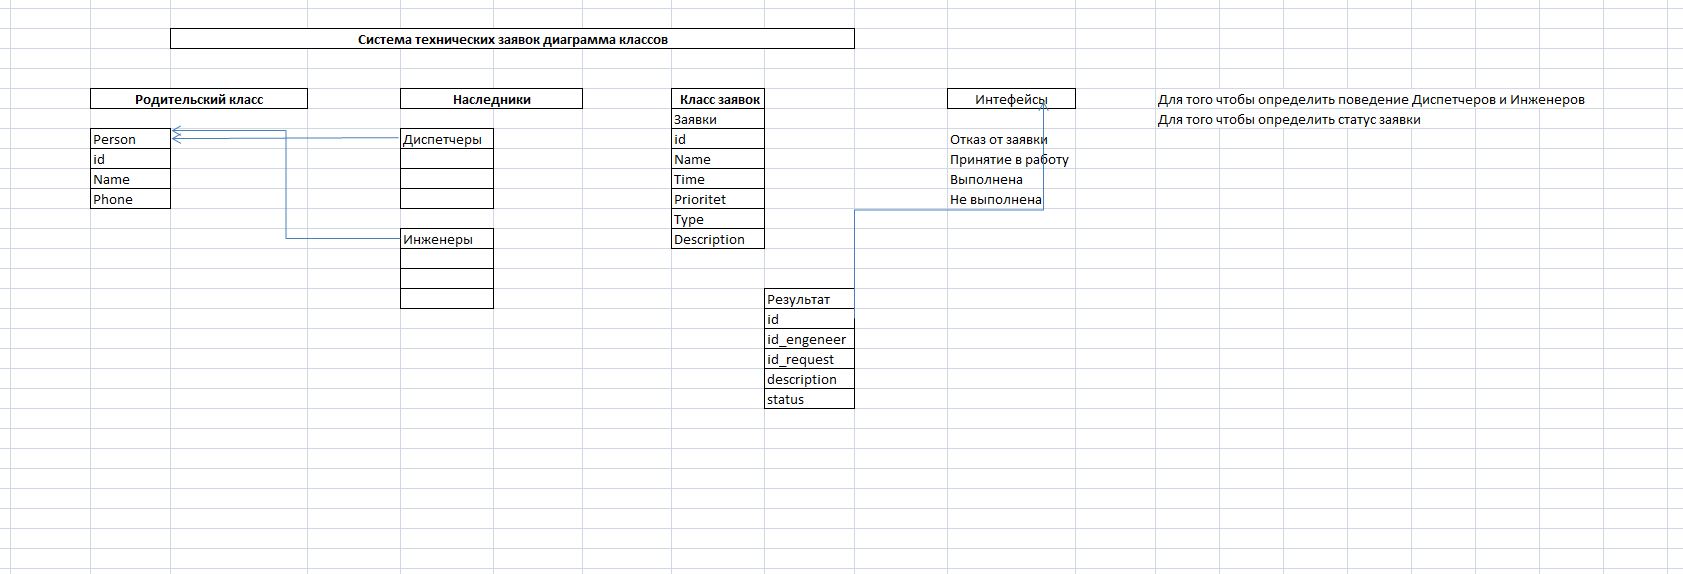 Система технических заявок диаграмма классов
Родительский класс
Person
id
Name
Phone
Наследники
Диспетчеры
Инженеры
Класс заявок
Заявки
id
Name
Time
Prioritet
Type
Description
Результат
id
id_engeneer
id_request
description
status
Интефейсы
Отказ от заявки
Принятие в работу
Выполнена
Не выполнена
Для того чтобы определить поведение Диспетчеров и Инженеров
Для того чтобы определить статус заявки